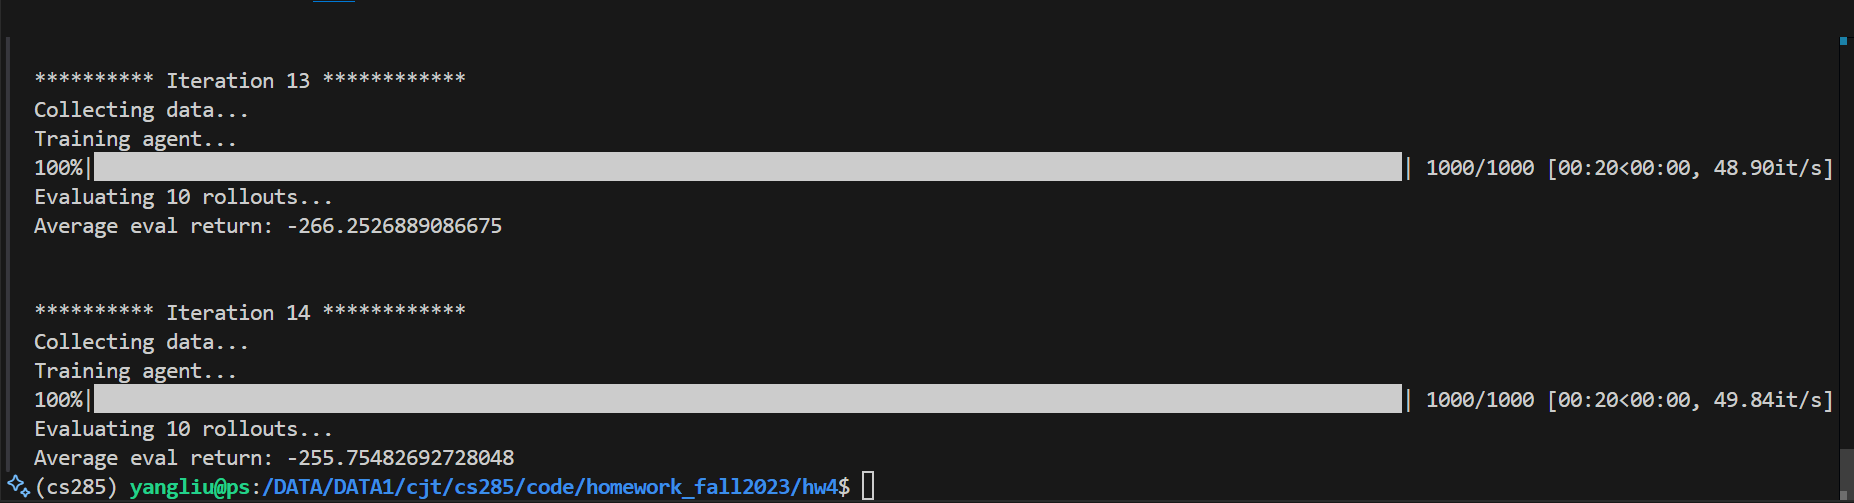 ********** Iteration 13 ************
Collecting data...
Training agent...
100%| | 1000/1000 [00:20<00:00, 48.90it/s]
Evaluating 10 rollouts...
Average eval return: -266.2526889086675
********** Iteration 14 ************
Collecting data...
Training agent...
100%| | 1000/1000 [00:20<00:00, 49.84it/s]
Evaluating 10 rollouts...
Average eval return: -255.75482692728048
(cs285) yangliu@ps:/DATA/DATA1/cjt/cs285/code/homework_fall2023/hw4$